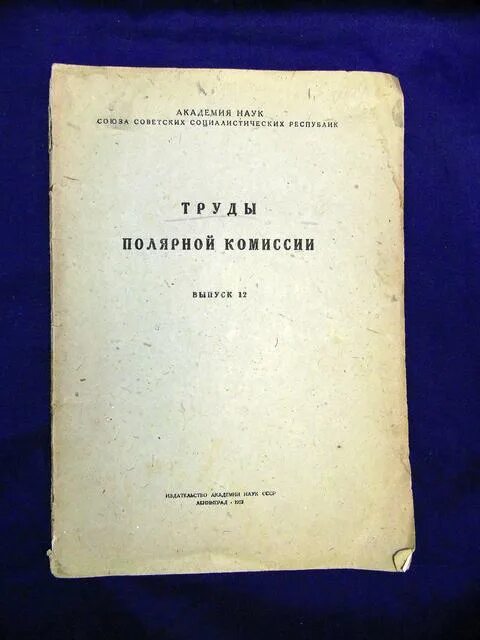 АКАДЕМИЯ НАУК
СОЮЗА СОВЕТСКИХ СОЦИАЛИСТИЧЕСКИХ РЕСПУБЛИК
ТРУДЫ
ПОЛЯРНОЙ КОМИССИИ
ВЫПУСК 12
ИЗДАТЕЛЬСТВО АКАДЕМИИ НАУК СССР
ЛЕНИНГРАД